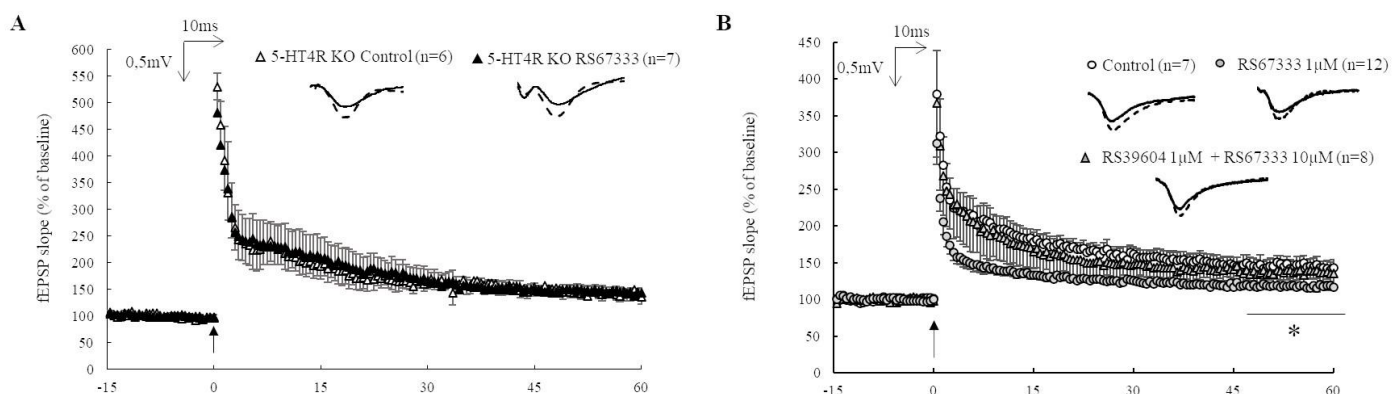 A
10ms
0,5mV
5-HT4R KO Control (n=6)
5-HT4R KO RS67333 (n=7)
fEPSP slope (% of baseline)
600
550
500
450
400
350
300
250
200
150
100
50
0
-15
0
15
30
45
60
B
10ms
0.5mV
Control (n=7)
RS67333 1µM (n=12)
RS39604 1µM + RS67333 10µM (n=8)
fEPSP slope (% of baseline)
450
400
350
300
250
200
150
100
50
0
*
-15
0
15
30
45
60